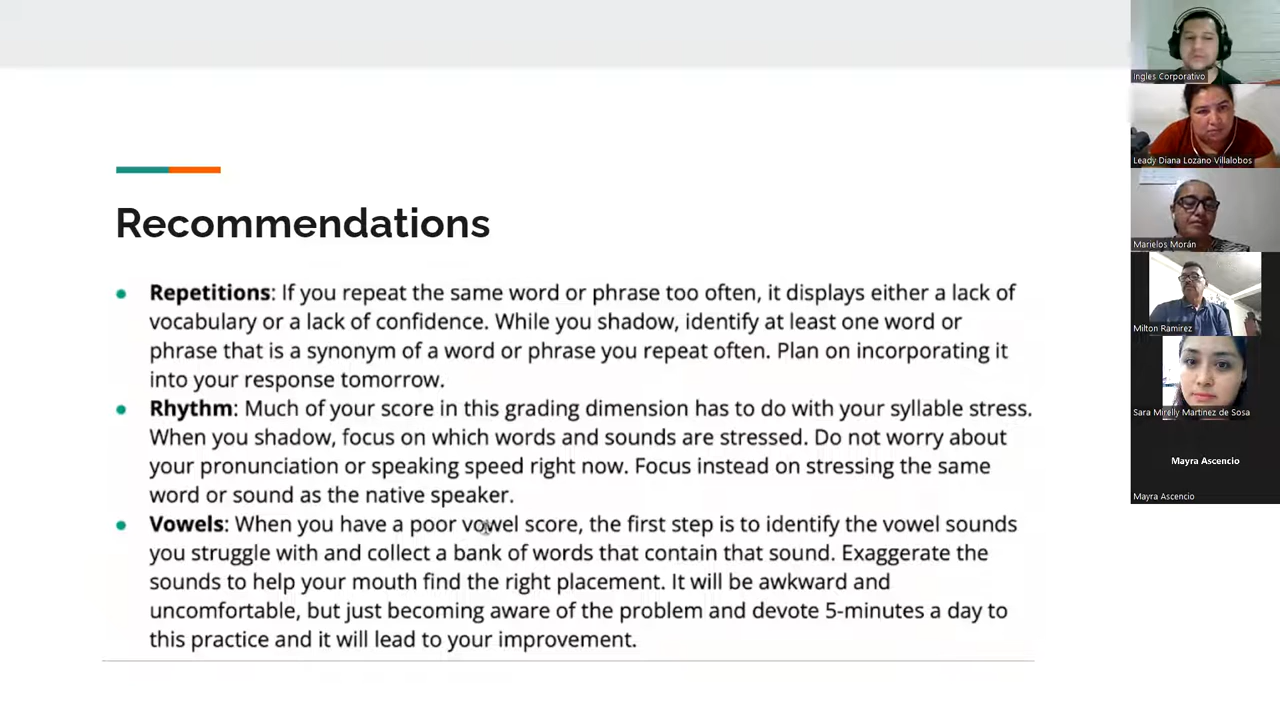 Recommendations
Repetitions: If you repeat the same word or phrase too often, it displays either a lack of
vocabulary or a lack of confidence. While you shadow, identify at least one word or
phrase that is a synonym of a word or phrase you repeat often. Plan on incorporating it
into your response tomorrow.
Rhythm: Much of your score in this grading dimension has to do with your syllable stress.
When you shadow, focus on which words and sounds are stressed. Do not worry about
your pronunciation or speaking speed right now. Focus instead on stressing the same
word or sound as the native speaker.
Vowels: When you have a poor vowel score, the first step is to identify the vowel sounds
you struggle with and collect a bank of words that contain that sound. Exaggerate the
sounds to help your mouth find the right placement. It will be awkward and
uncomfortable, but just becoming aware of the problem and devote 5-minutes a day to
this practice and it will lead to your improvement.
Ingles Corporativo
Leady Diana Lozano Villalobos
Marielos Morán
Milton Ramirez
Sara Mirelly Martinez de Sosa
Mayra Ascencio
Mayra Ascencio